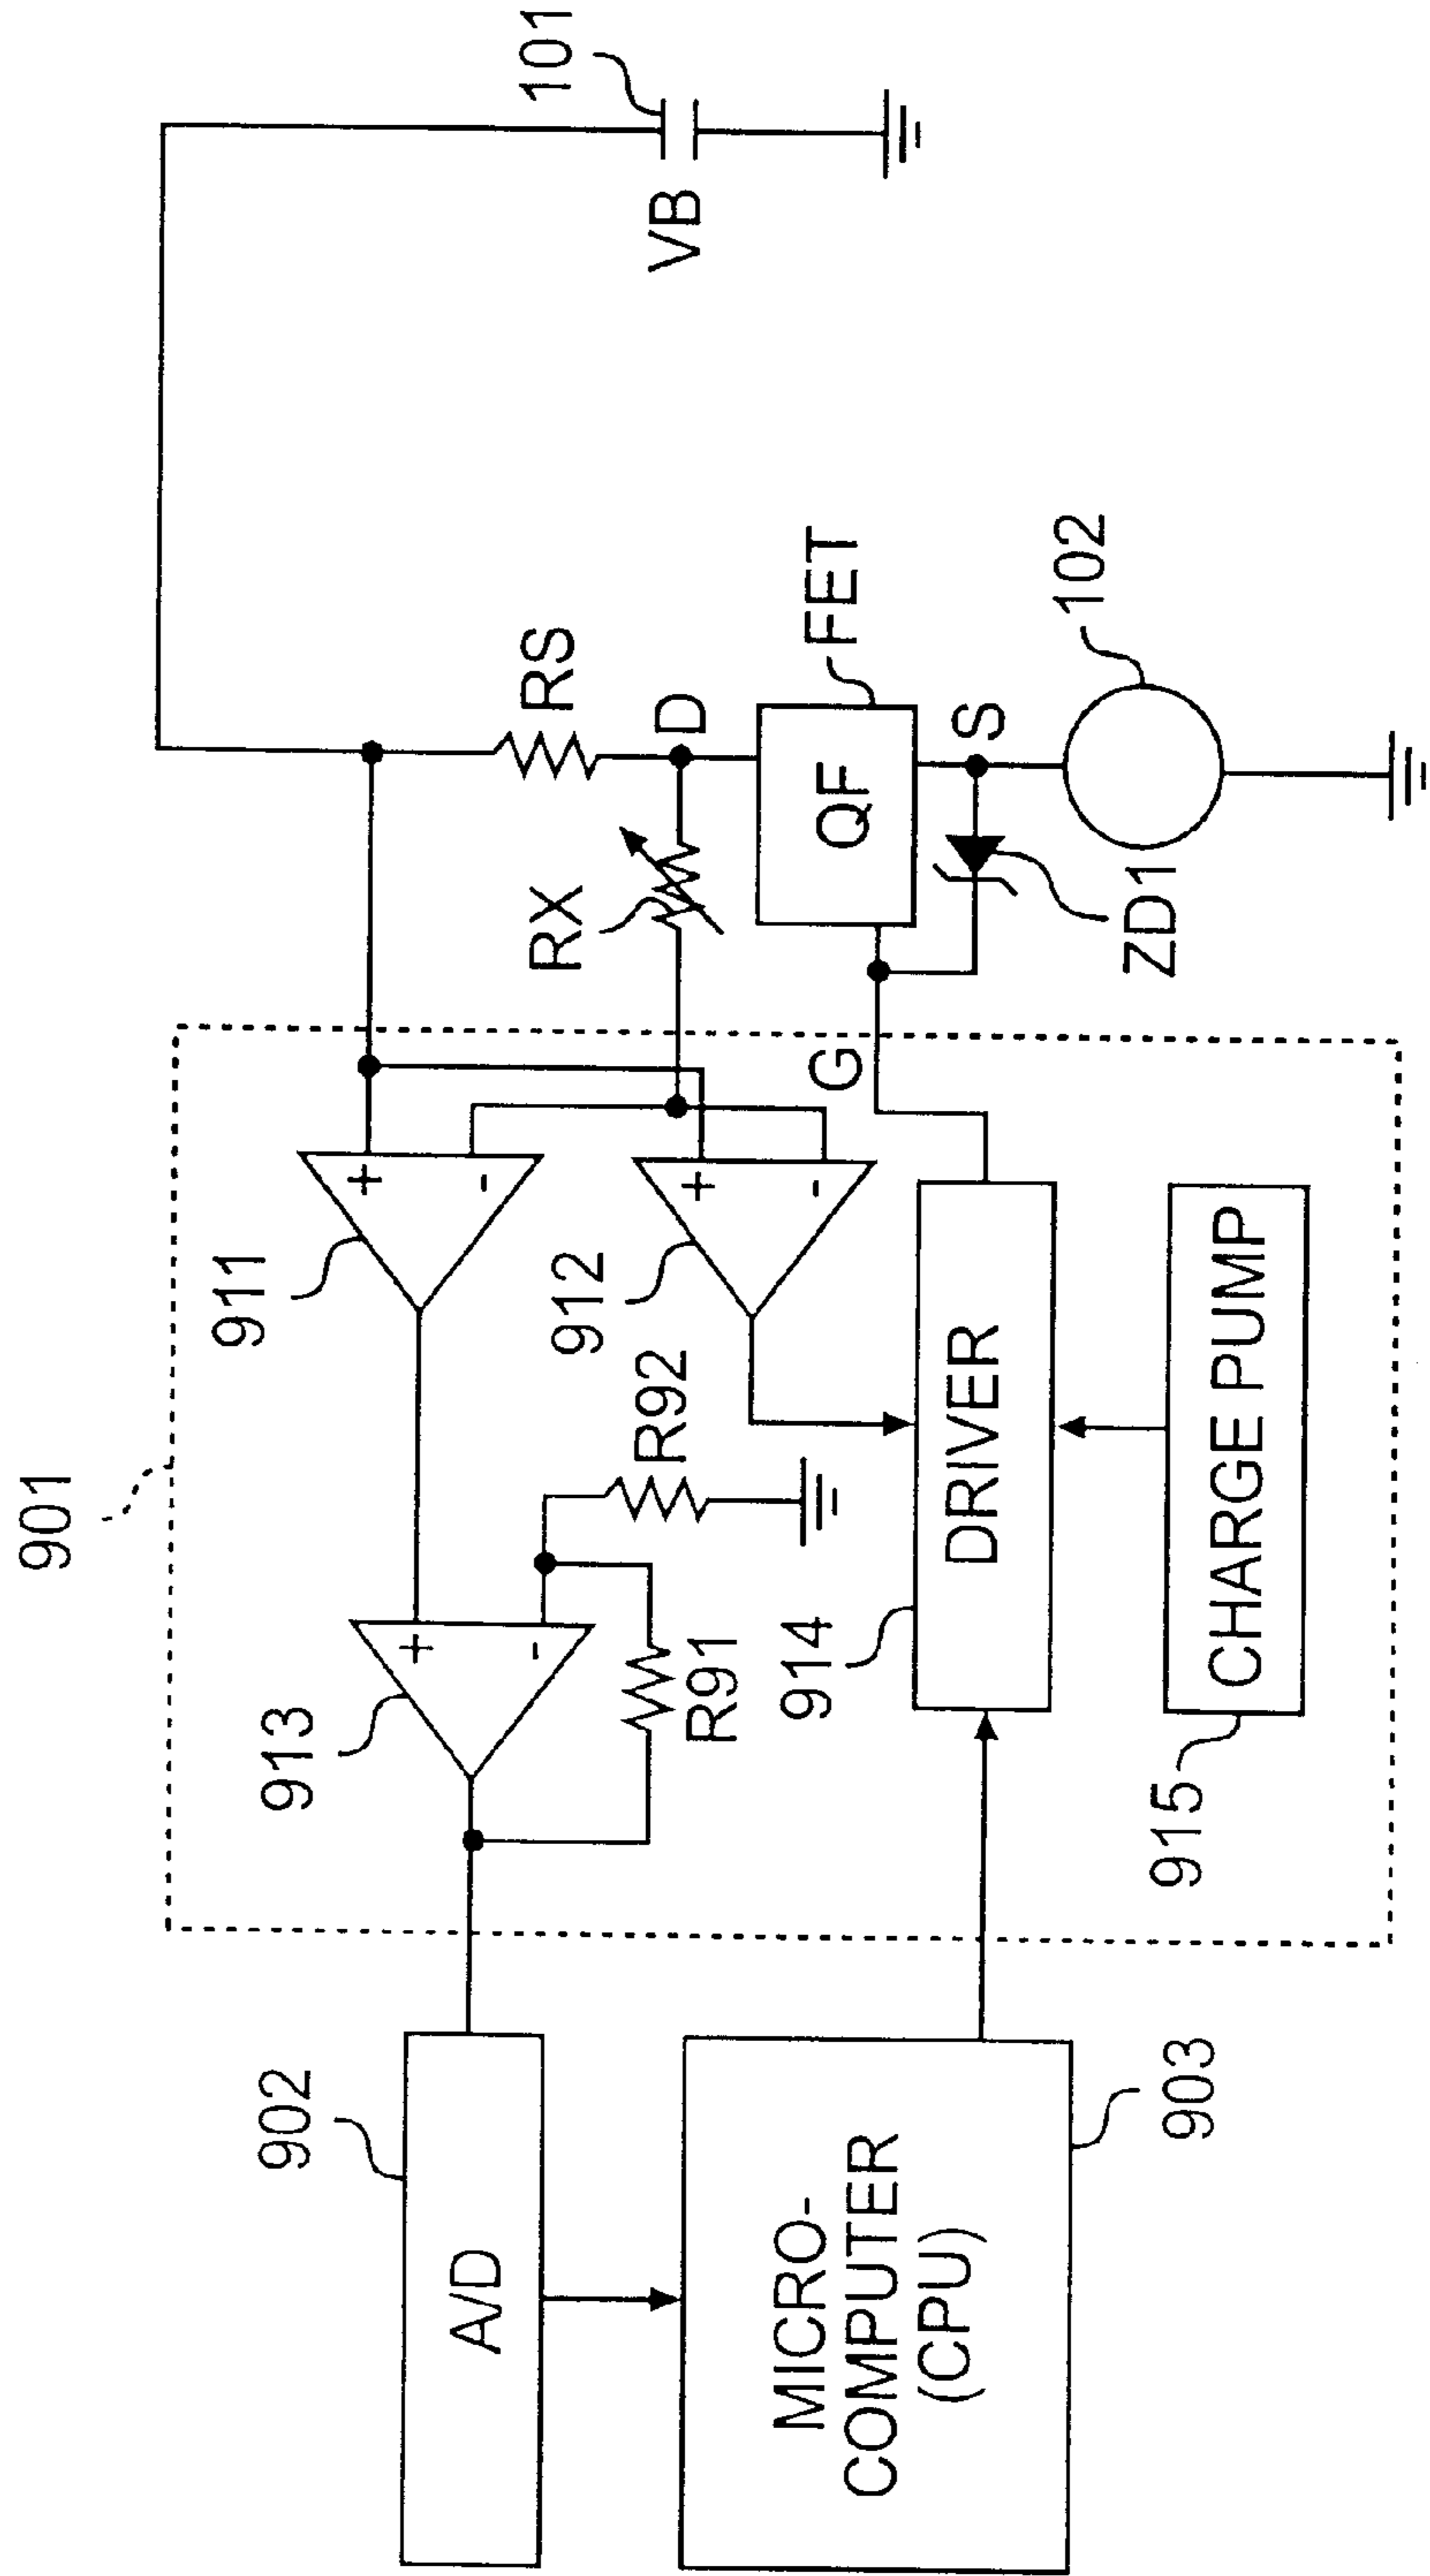 901
902
A/D
MICRO-
COMPUTER
(CPU)
903
913
+
-
R91
R92
911
+
-
912
+
-
914
DRIVER
915
CHARGE PUMP
G
RX
RS
D
QF
FET
S
ZD1
102
VB
101